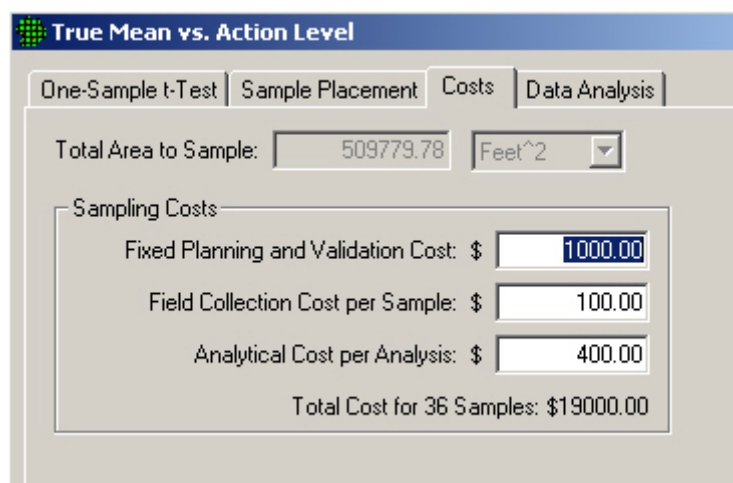 True Mean vs. Action Level
One-Sample t-Test Sample Placement Costs Data Analysis
Total Area to Sample: 509779.78 Feet^2
Sampling Costs
Fixed Planning and Validation Cost: $ 1000.00
Field Collection Cost per Sample: $ 100.00
Analytical Cost per Analysis: $ 400.00
Total Cost for 36 Samples: $19000.00